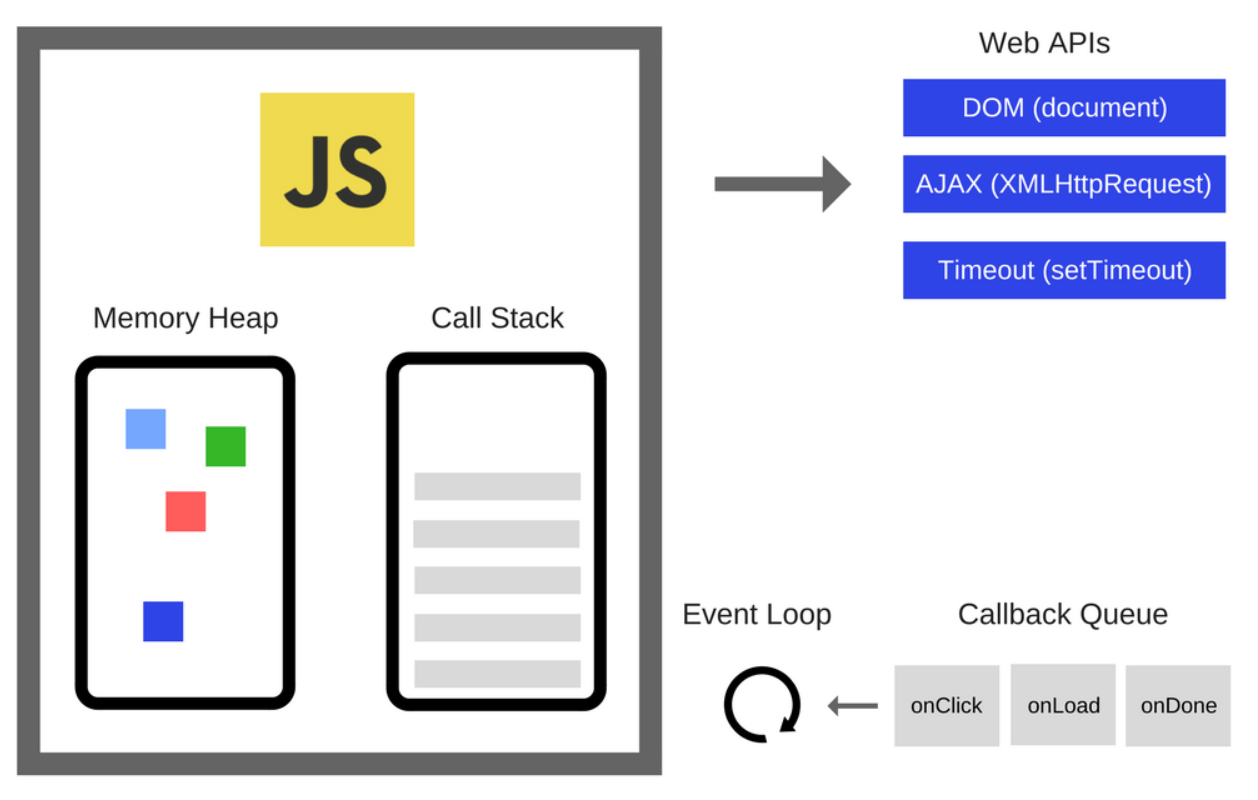 JS
Memory Heap
Call Stack
Web APIs
DOM (document)
AJAX (XMLHttpRequest)
Timeout (setTimeout)
Event Loop
Callback Queue
onClick
onLoad
onDone